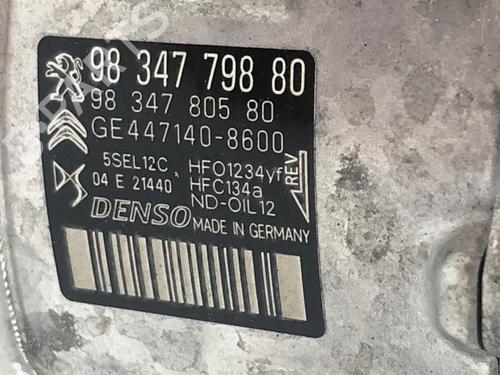 98 347 798 80
98 347 805 80
GE447140-8600
5SEL12C
04 E 21440
HFO1234yf
HFC134a
ND-OIL12
REV
DENSO
MADE IN GERMANY